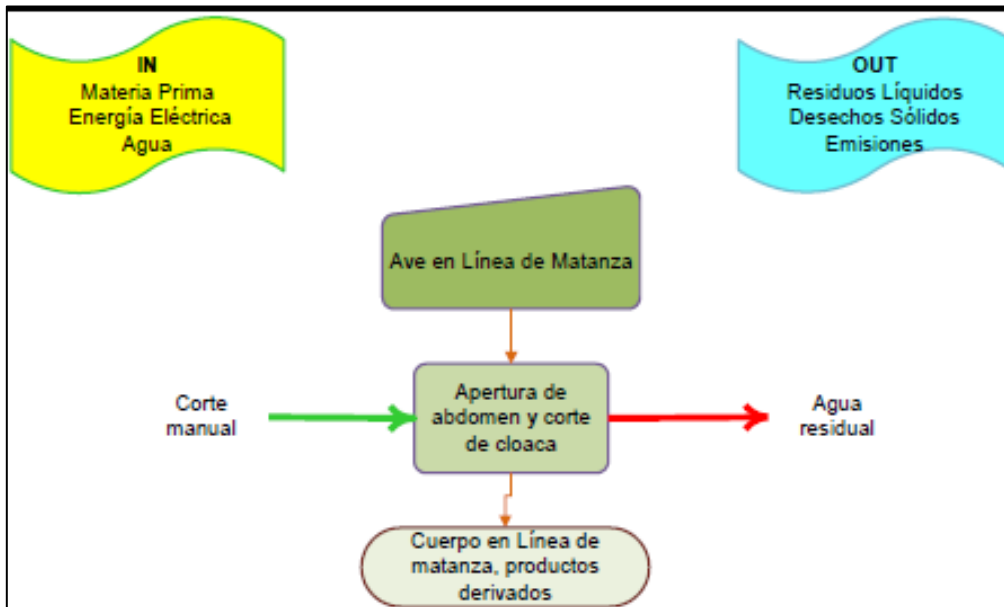 IN
Materia Prima
Energía Eléctrica
Agua
OUT
Residuos Líquidos
Desechos Sólidos
Emisiones
Ave en Línea de Matanza
Corte
manual
Apertura de
abdomen y corte
de cloaca
Agua
residual
Cuerpo en Línea de
matanza, productos
derivados